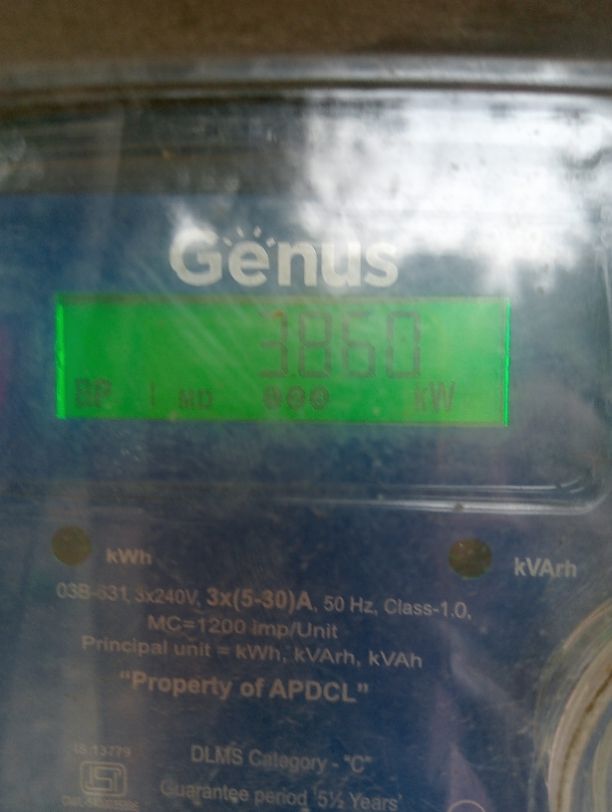 Genus
3860
BP 1 MD kW
kWh
kVArh
03B-631, 3x240V, 3x(5-30)A, 50 Hz, Class-1.0,
MC=1200 imp/Unit
Principal unit = kWh, kVArh, kVAh
"Property of APDCL"
IS 13779
DLMS Category - "C"
ISI
Guarantee period '5½ Years'